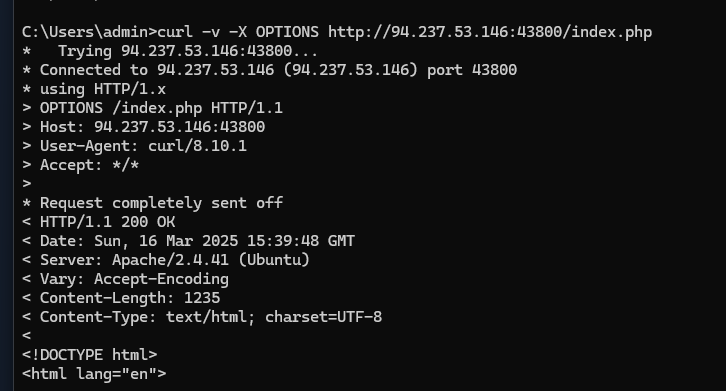 C:\Users\admin>curl -v -X OPTIONS http://94.237.53.146:43800/index.php
*   Trying 94.237.53.146:43800...
* Connected to 94.237.53.146 (94.237.53.146) port 43800
* using HTTP/1.x
> OPTIONS /index.php HTTP/1.1
> Host: 94.237.53.146:43800
> User-Agent: curl/8.10.1
> Accept: */*
>
* Request completely sent off
< HTTP/1.1 200 OK
< Date: Sun, 16 Mar 2025 15:39:48 GMT
< Server: Apache/2.4.41 (Ubuntu)
< Vary: Accept-Encoding
< Content-Length: 1235
< Content-Type: text/html; charset=UTF-8
<
<!DOCTYPE html>
<html lang="en">